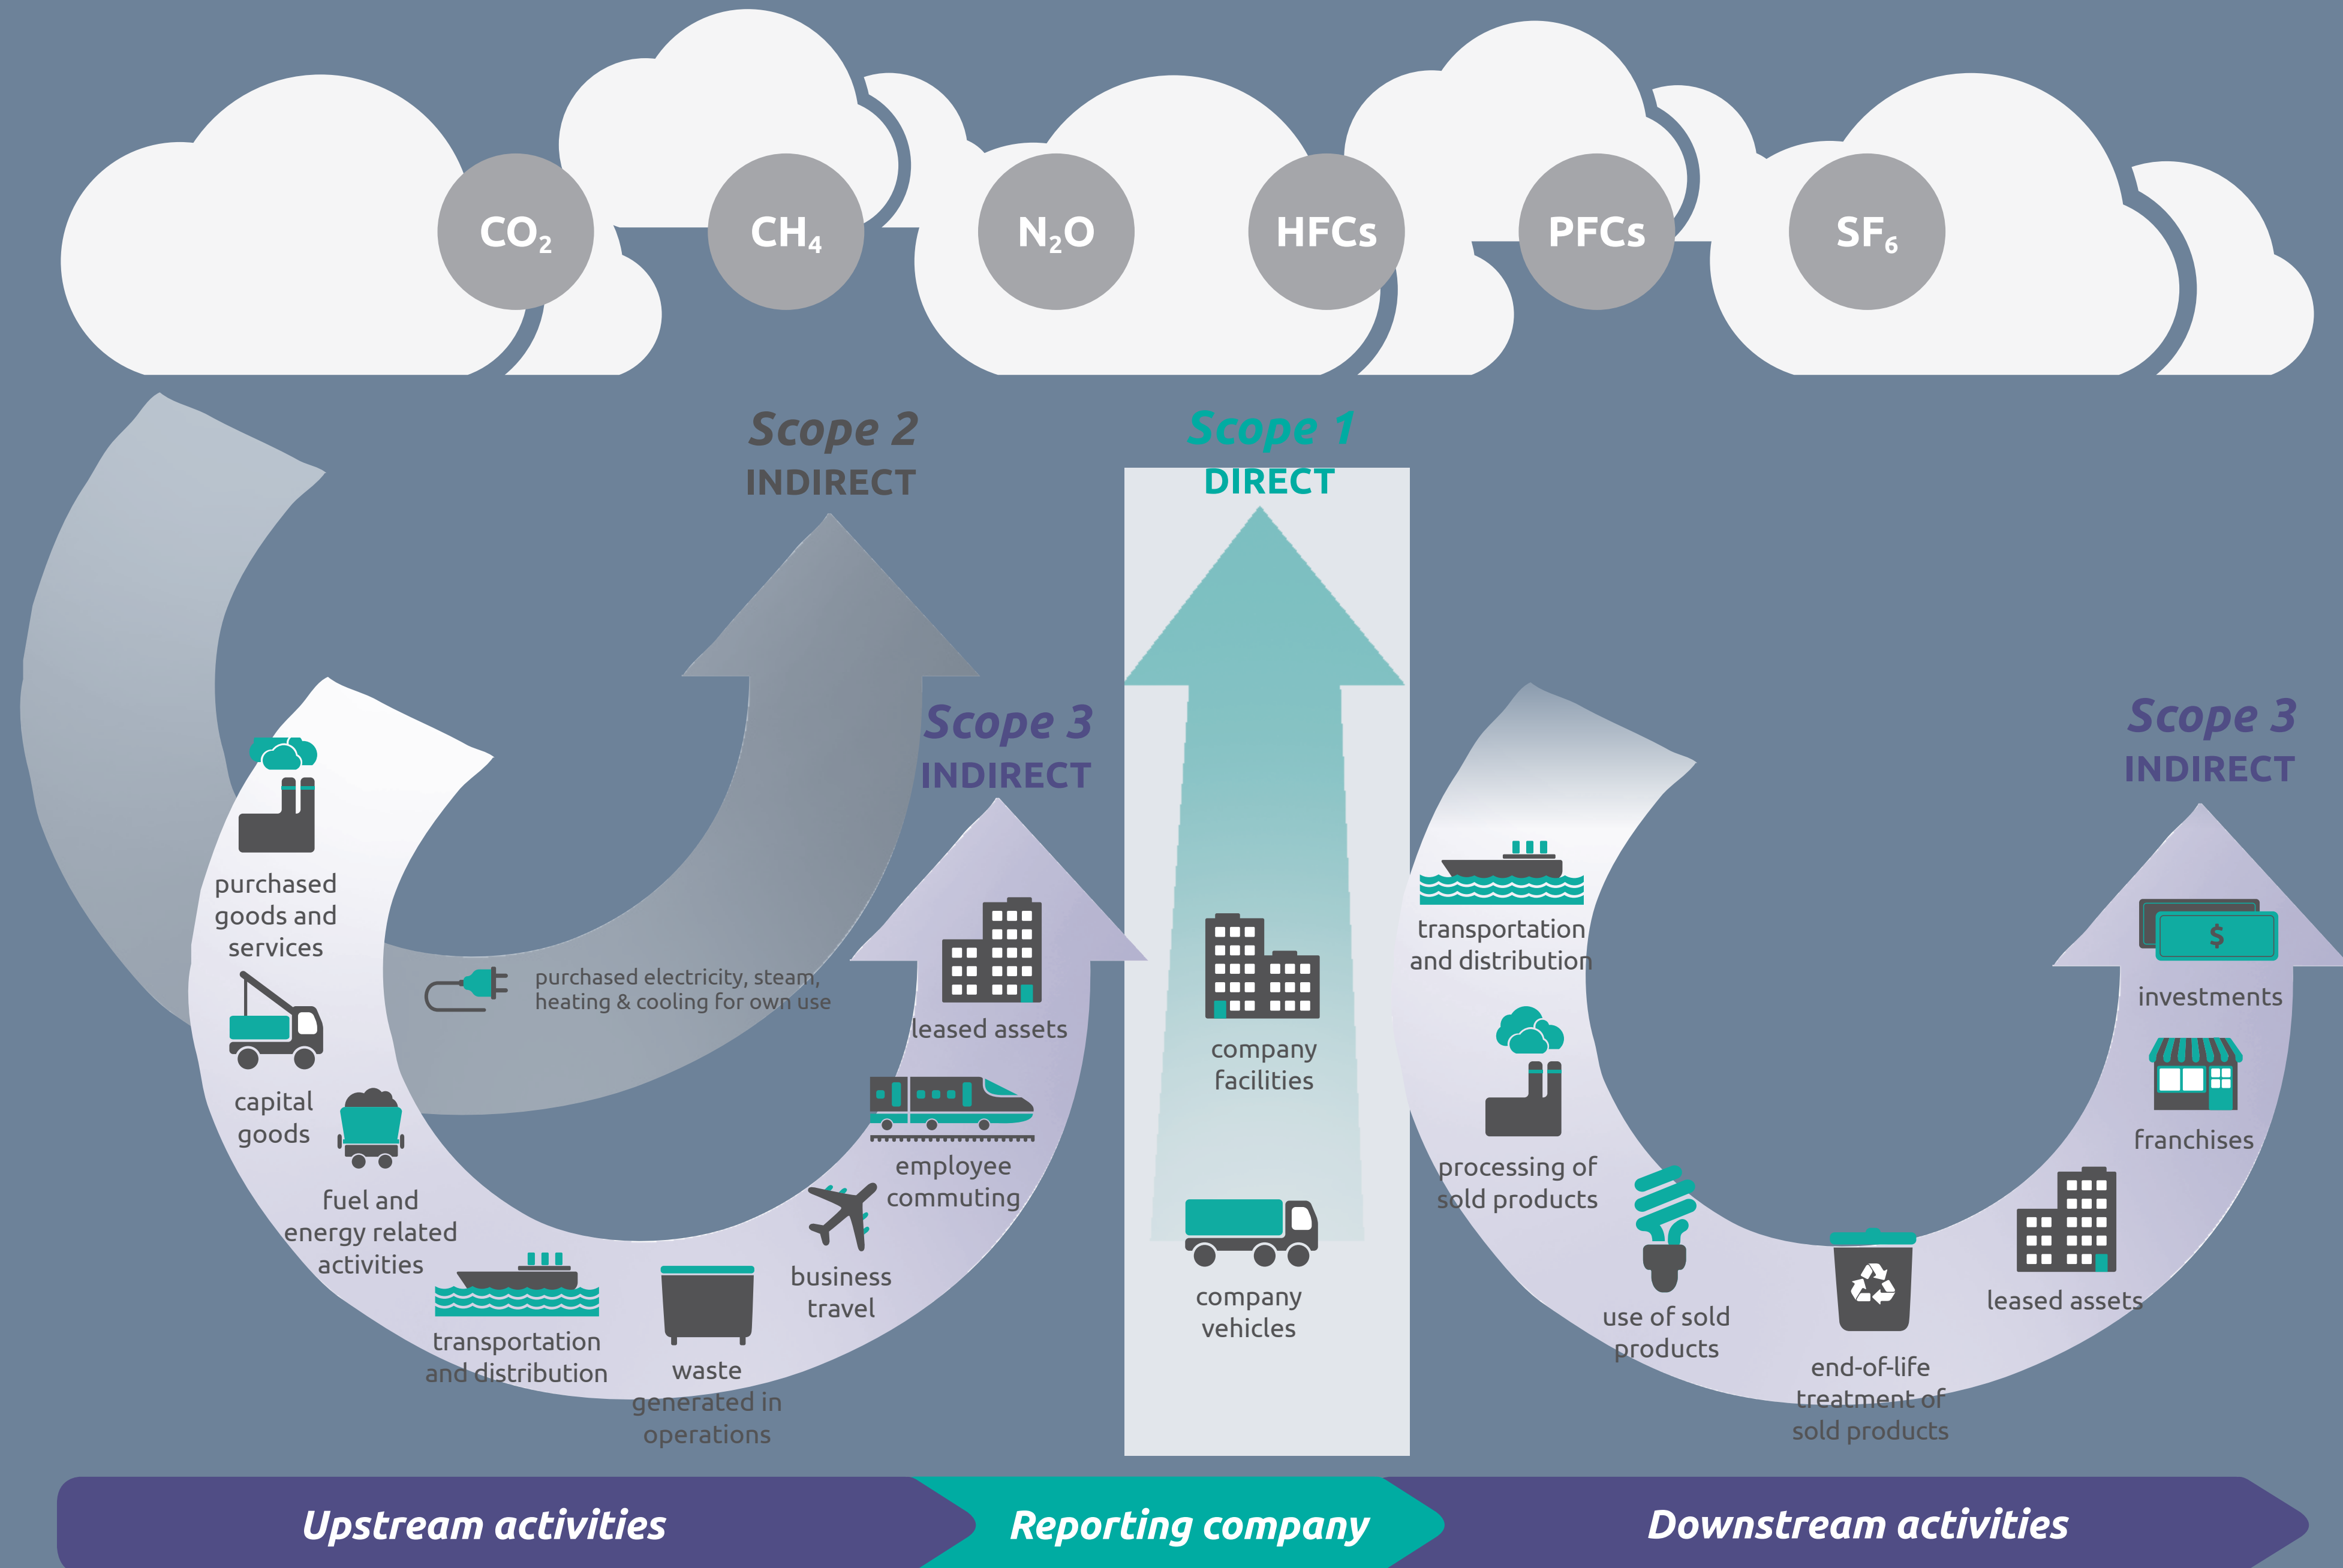 CO₂
CH₄
N₂O
HFCs
PFCs
SF₆
Scope 2
INDIRECT
Scope 1
DIRECT
Scope 3
INDIRECT
Scope 3
INDIRECT
purchased
goods and
services
purchased electricity, steam,
heating & cooling for own use
capital
goods
fuel and
energy related
activities
transportation
and distribution
waste
generated in
operations
business
travel
employee
commuting
leased assets
company
facilities
company
vehicles
transportation
and distribution
processing of
sold products
use of sold
products
end-of-life
treatment of
sold products
leased assets
franchises
$
investments
Upstream activities
Reporting company
Downstream activities